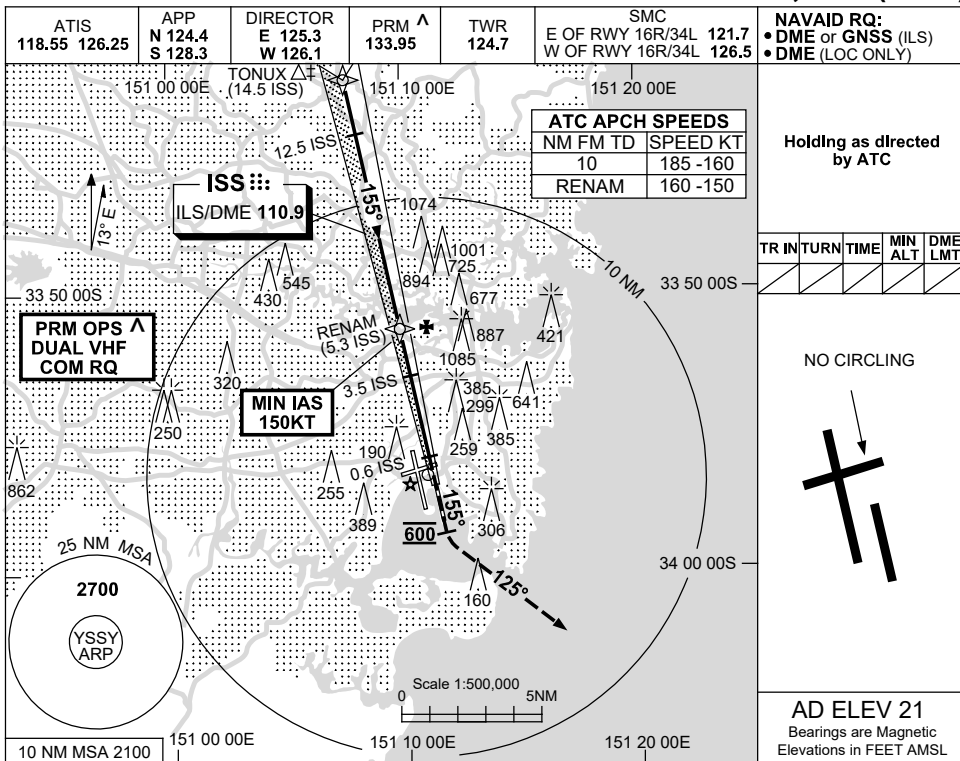 ATIS
118.55 126.25
APP
N 124.4
S 128.3
DIRECTOR
E 125.3
W 126.1
PRM ^
133.95
TWR
124.7
SMC
E OF RWY 16R/34L 121.7
W OF RWY 16R/34L 126.5
NAVAID RQ:
• DME or GNSS (ILS)
• DME (LOC ONLY)
TONUX
(14.5 ISS)
151 00 00E
151 10 00E
151 20 00E
ATC APCH SPEEDS
NM FM TD SPEED KT
10 185 -160
RENAM 160 -150
Holding as directed
by ATC
12.5 ISS
155°
ISS
ILS/DME 110.9
13° E
1074
1001
725
894
677
545
430
10 NM
TR IN TURN TIME MIN ALT DME LMT
33 50 00S
33 50 00S
RENAM
(5.3 ISS)
887
421
1085
PRM OPS ^
DUAL VHF
COM RQ
320
3.5 ISS
385
299
641
MIN IAS
150KT
250
259
385
190
0.6 ISS
862
255
389
155°
306
600
NO CIRCLING
25 NM MSA
2700
YSSY
ARP
34 00 00S
125°
160
Scale 1:500,000
0 5NM
10 NM MSA 2100
151 00 00E
151 10 00E
151 20 00E
AD ELEV 21
Bearings are Magnetic
Elevations in FEET AMSL